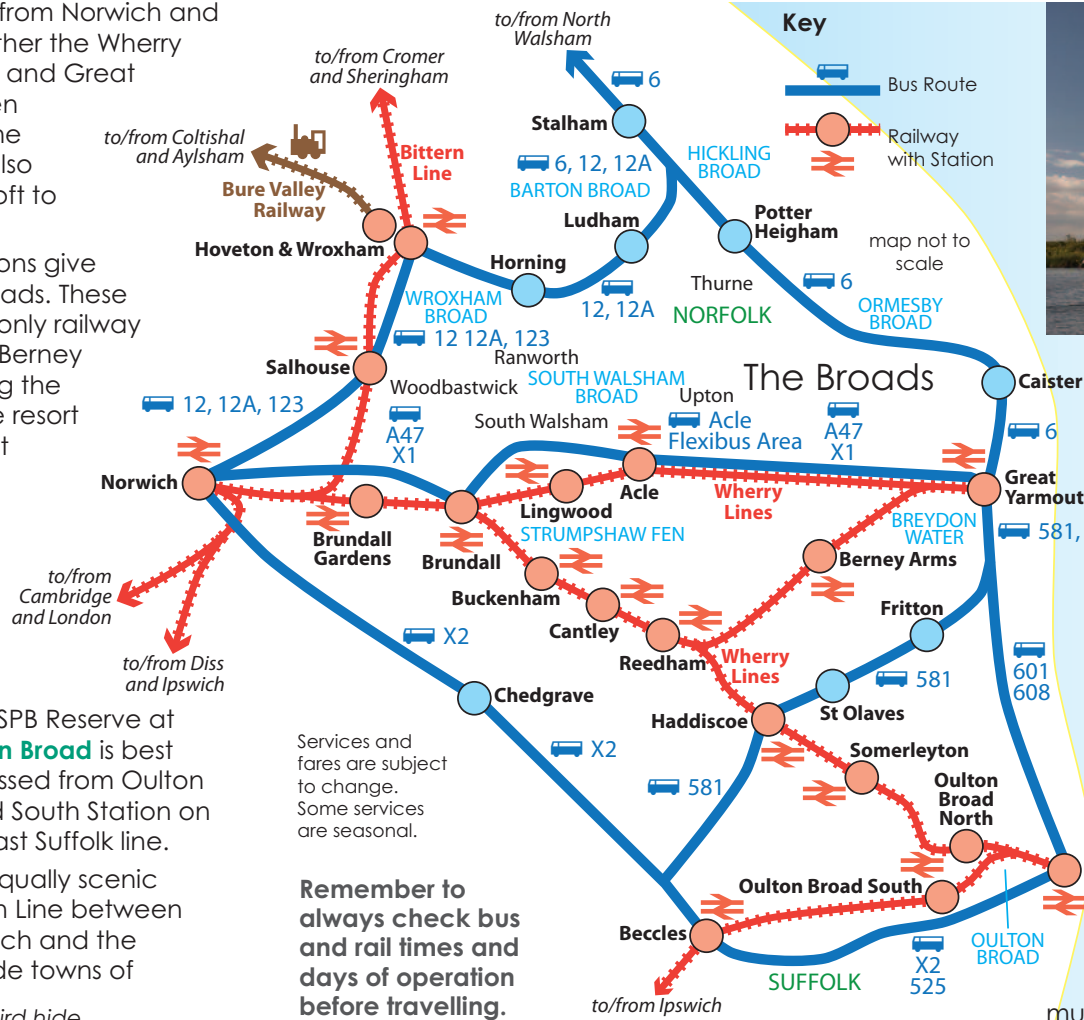 from Norwich and
ther the Wherry
and Great
en
ne
also
oft to
ons give
ads. These
only railway
Berney
ng the
e resort
t
SPB Reserve at
n Broad is best
ssed from Oulton
d South Station on
ast Suffolk line.
qually scenic
n Line between
ch and the
de towns of
ird hide
to/from North
Walsham
to/from Cromer
and Sheringham
to/from Coltishal
and Aylsham
Bure Valley
Railway
Bittern
Line
Key
Bus Route
Railway
with Station
6
Stalham
6, 12, 12A
BARTON BROAD
HICKLING
BROAD
Ludham
Potter
Heigham
map not to
scale
Hoveton & Wroxham
Horning
12, 12A
Thurne
6
WROXHAM
BROAD
NORFOLK
ORMESBY
BROAD
12 12A, 123
Salhouse
Ranworth
Woodbastwick
SOUTH WALSHAM
BROAD
The Broads
Caister
12, 12A, 123
A47
X1
South Walsham
Upton
Acle
Flexibus Area
A47
X1
6
Norwich
Great
Yarmout
Acle
Lingwood
Wherry
Lines
Brundall
Gardens
Brundall
STRUMPSHAW FEN
BREYDON
WATER
581,
to/from
Cambridge
and London
Buckenham
Berney Arms
Cantley
Fritton
to/from Diss
and Ipswich
X2
Reedham
Wherry
Lines
581
601
608
Chedgrave
Haddiscoe
St Olaves
X2
Services and
fares are subject
to change.
Some services
are seasonal.
581
Somerleyton
Oulton
Broad
North
Remember to
always check bus
and rail times and
days of operation
before travelling.
Oulton Broad South
Beccles
OULTON
BROAD
X2
525
SUFFOLK
to/from Ipswich
mu